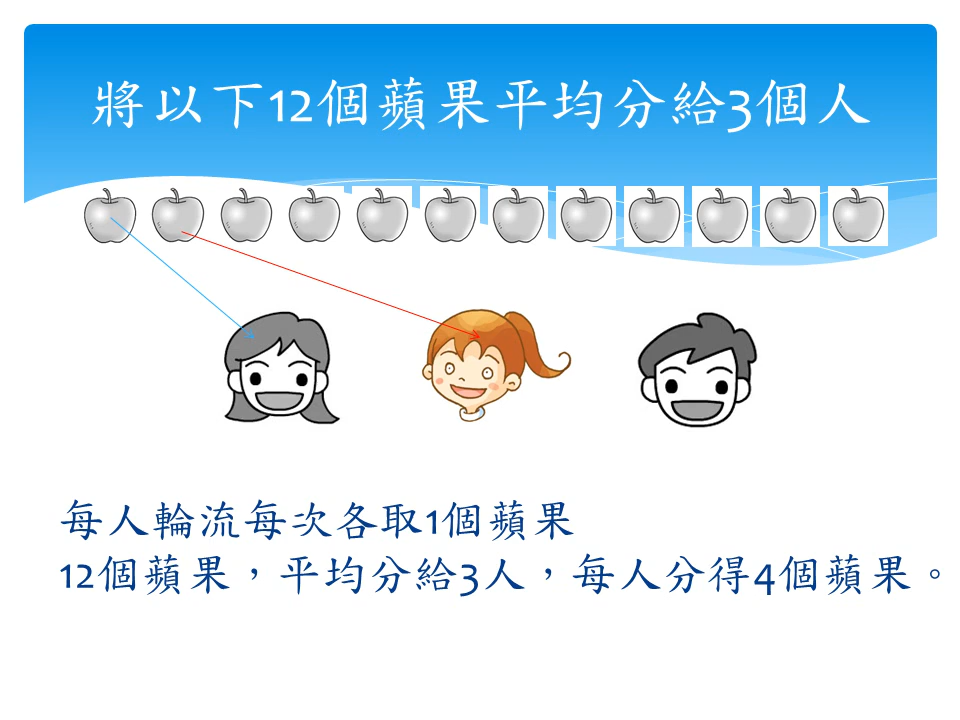 將以下12個蘋果平均分給3個人
每人輪流每次各取1個蘋果
12個蘋果，平均分給3人，每人分得4個蘋果。